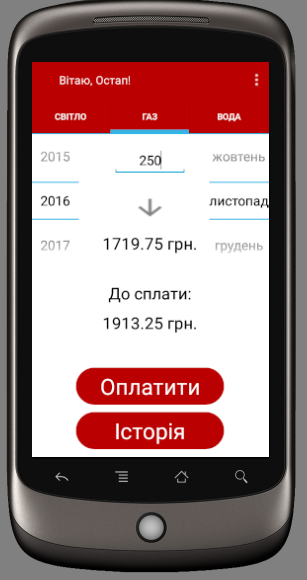 Вітаю, Остап!
СВІТЛО ГАЗ ВОДА
2015 250 жовтень
2016 листопад
2017 1719.75 грн. грудень
До сплати:
1913.25 грн.
Оплатити
Історія